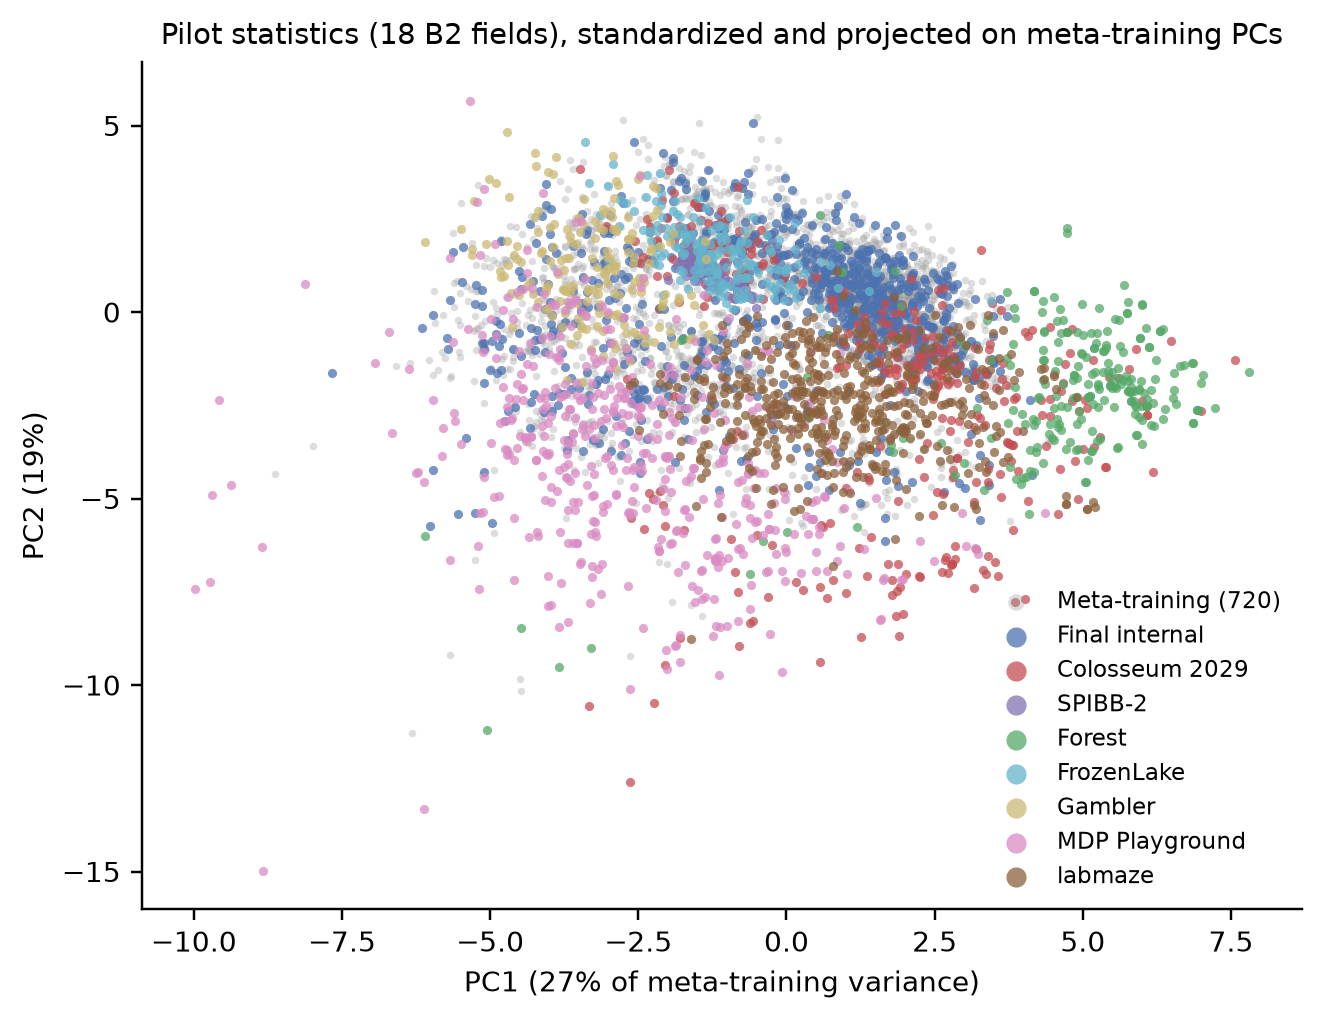 Pilot statistics (18 B2 fields), standardized and projected on meta-training PCs
5
0
−5
−10
−15
PC2 (19%)
−10.0
−7.5
−5.0
−2.5
0.0
2.5
5.0
7.5
PC1 (27% of meta-training variance)
Meta-training (720)
Final internal
Colosseum 2029
SPIBB-2
Forest
FrozenLake
Gambler
MDP Playground
labmaze